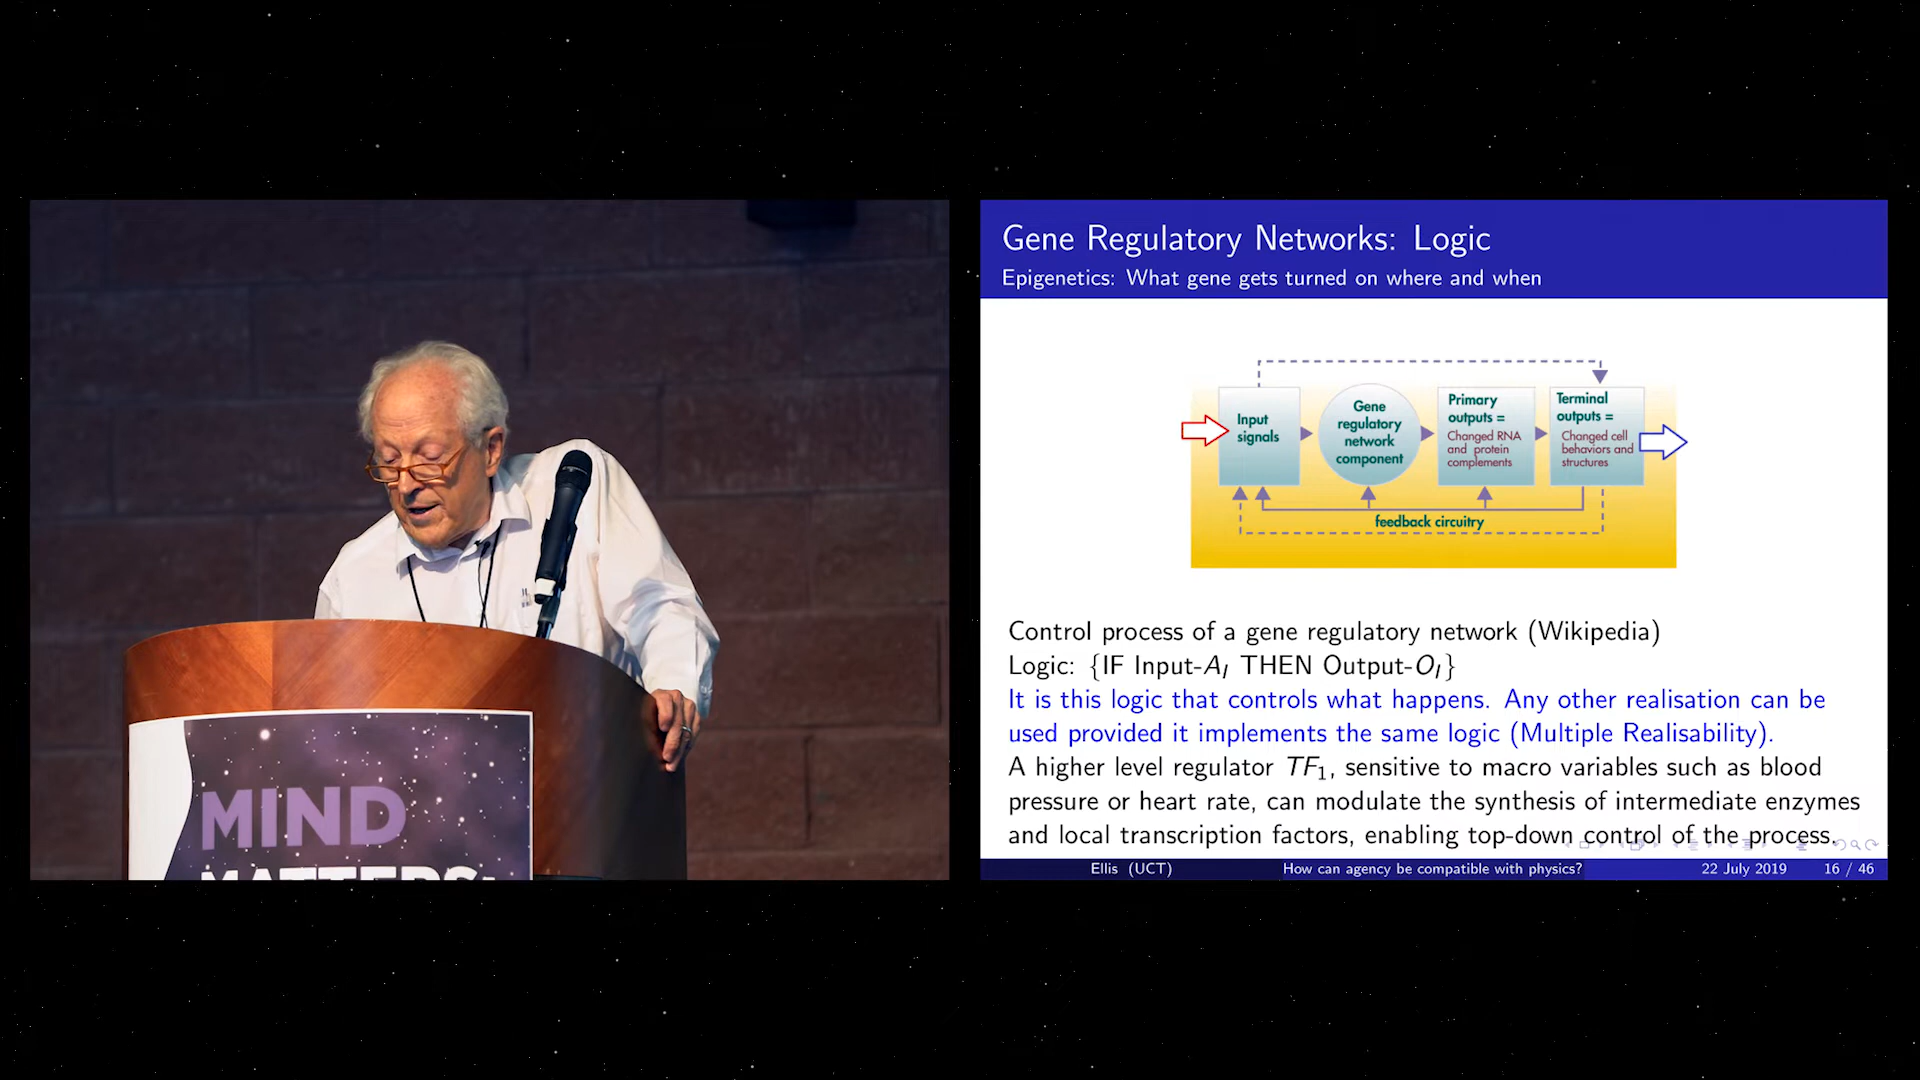 MIND
MATTERS:
Gene Regulatory Networks: Logic
Epigenetics: What gene gets turned on where and when
Input
signals
Gene
regulatory
network
component
Primary
outputs =
Changed RNA
and protein
complements
Terminal
outputs =
Changed cell
behaviors and
structures
feedback circuitry
Control process of a gene regulatory network (Wikipedia)
Logic: {IF Input-A_I THEN Output-O_I}
It is this logic that controls what happens. Any other realisation can be
used provided it implements the same logic (Multiple Realisability).
A higher level regulator TF₁, sensitive to macro variables such as blood
pressure or heart rate, can modulate the synthesis of intermediate enzymes
and local transcription factors, enabling top-down control of the process.
Ellis (UCT) How can agency be compatible with physics? 22 July 2019 16 / 46